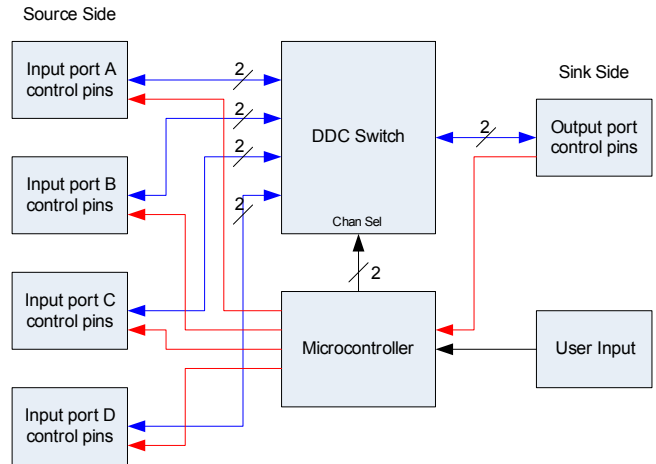 Source Side
Input port A
control pins
2
2
2
2
Input port B
control pins
Input port C
control pins
Input port D
control pins
DDC Switch
Chan Sel
2
Microcontroller
Sink Side
2
Output port
control pins
User Input